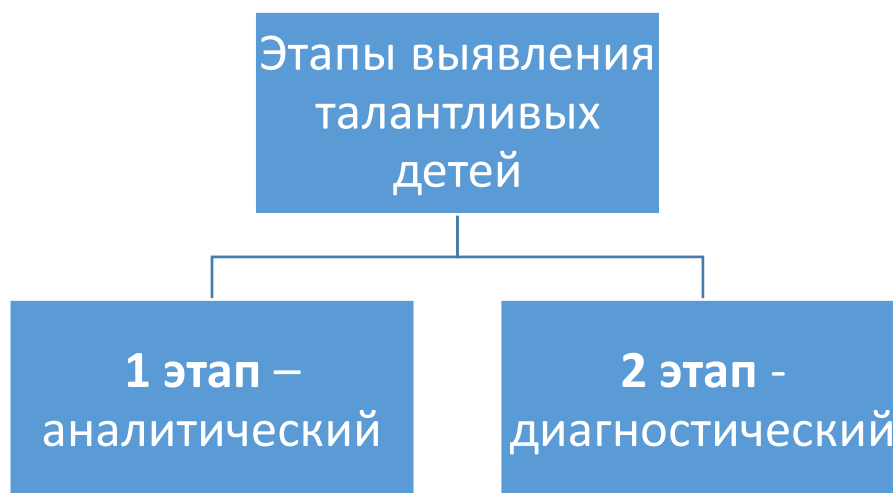 Этапы выявления
талантливых
детей
1 этап –
аналитический
2 этап -
диагностический